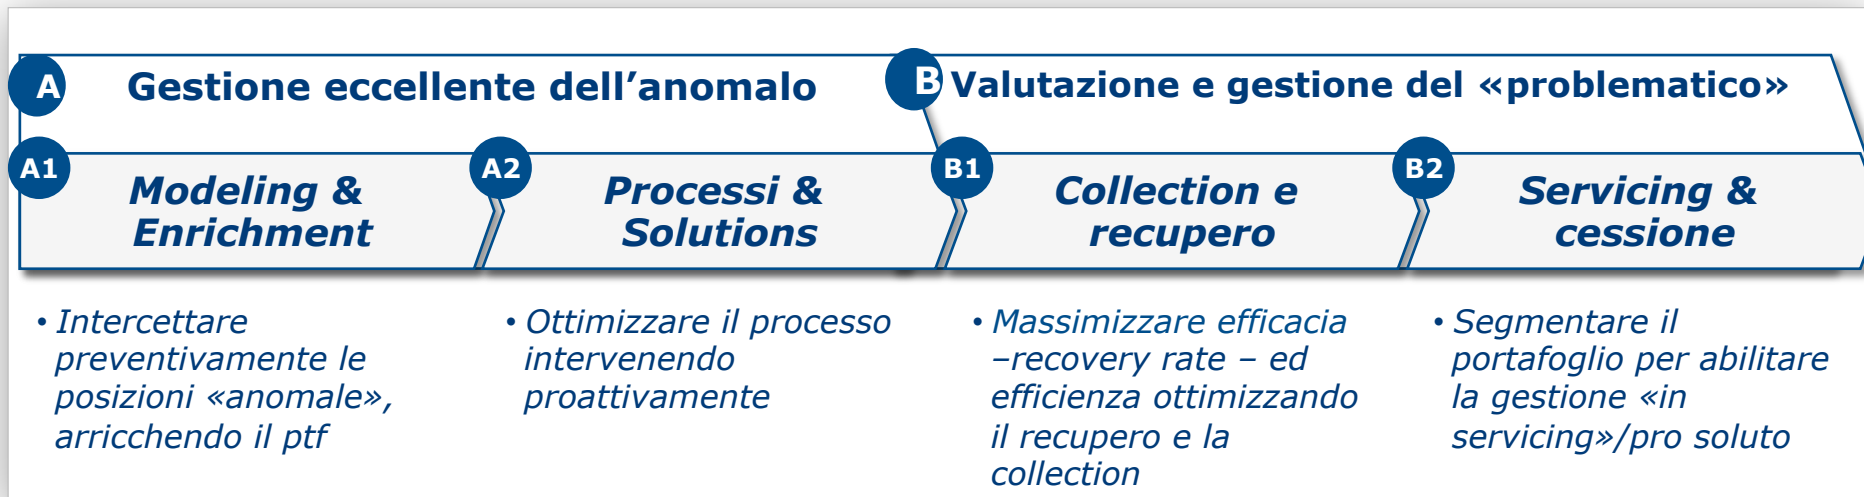 A
Gestione eccellente dell’anomalo
B
Valutazione e gestione del «problematico»
A1
Modeling &
Enrichment
A2
Processi &
Solutions
B1
Collection e
recupero
B2
Servicing &
cessione
• Intercettare
preventivamente le
posizioni «anomale»,
arricchendo il ptf
• Ottimizzare il processo
intervenendo
proattivamente
• Massimizzare efficacia
–recovery rate – ed
efficienza ottimizzando
il recupero e la
collection
• Segmentare il
portafoglio per abilitare
la gestione «in
servicing»/pro soluto